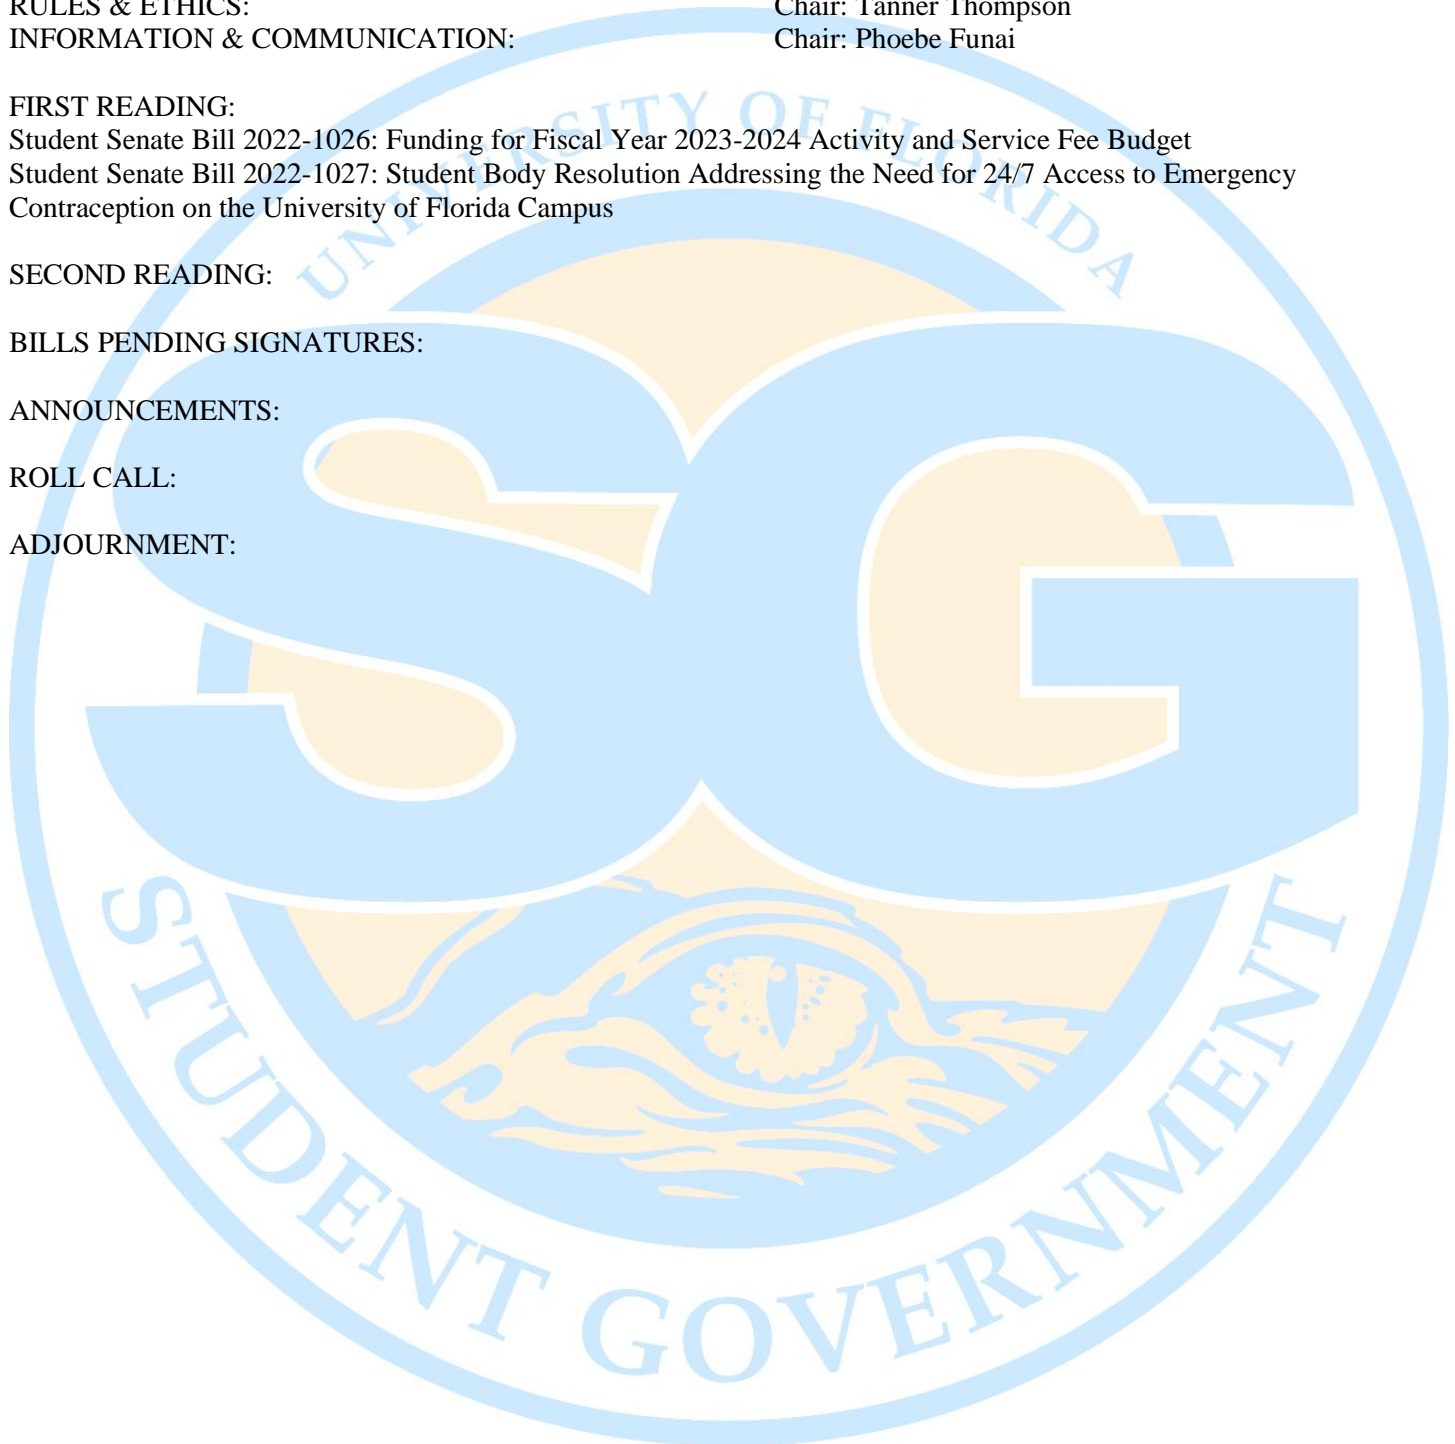 RULES & ETHICS: Chair: Tanner Thompson
INFORMATION & COMMUNICATION: Chair: Phoebe Funai
FIRST READING:
Student Senate Bill 2022-1026: Funding for Fiscal Year 2023-2024 Activity and Service Fee Budget
Student Senate Bill 2022-1027: Student Body Resolution Addressing the Need for 24/7 Access to Emergency
Contraception on the University of Florida Campus
SECOND READING:
BILLS PENDING SIGNATURES:
ANNOUNCEMENTS:
ROLL CALL:
ADJOURNMENT:
UNIVERSITY OF FLORIDA
SG
STUDENT GOVERNMENT